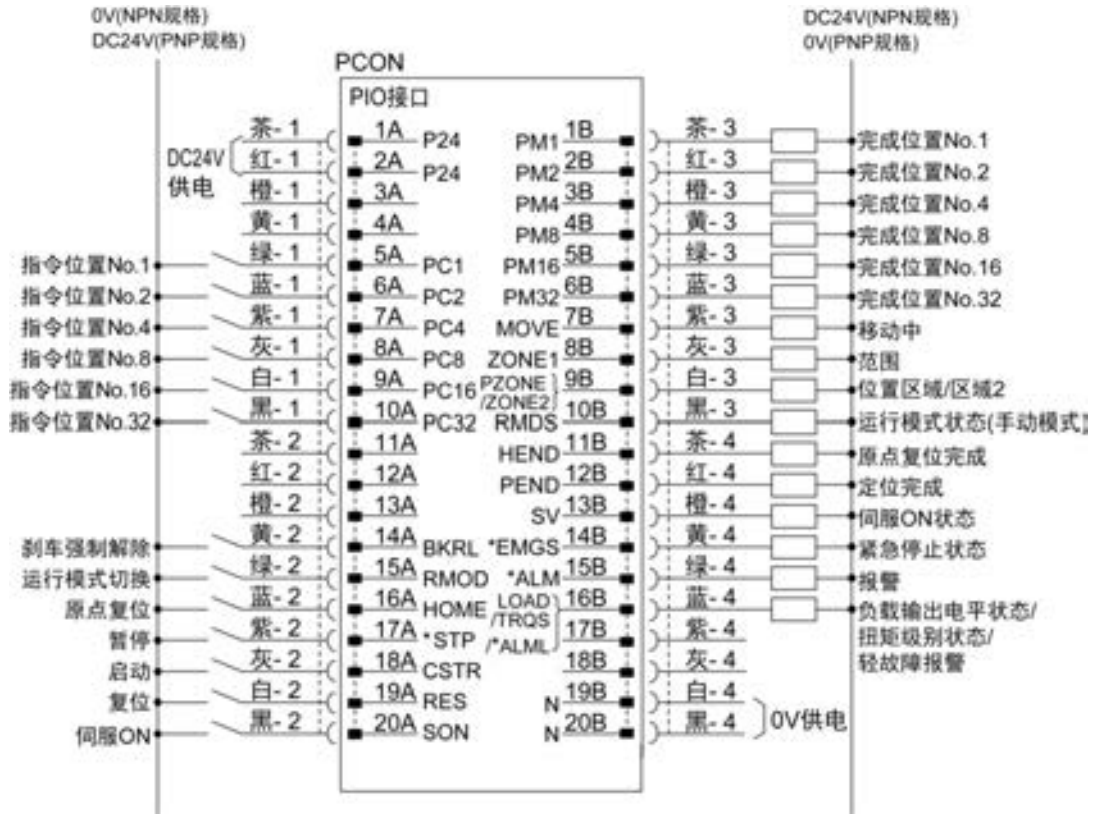 0V(NPN规格)
DC24V(PNP规格)
DC24V(NPN规格)
0V(PNP规格)
PCON
PIO接口
茶- 1 1A P24 PM1 1B 茶- 3 完成位置No.1
DC24V 红- 1 2A P24 PM2 2B 红- 3 完成位置No.2
供电 橙- 1 3A PM4 3B 橙- 3 完成位置No.4
黄- 1 4A PM8 4B 黄- 3 完成位置No.8
指令位置No.1 绿- 1 5A PC1 PM16 5B 绿- 3 完成位置No.16
指令位置No.2 蓝- 1 6A PC2 PM32 6B 蓝- 3 完成位置No.32
指令位置No.4 紫- 1 7A PC4 MOVE 7B 紫- 3 移动中
指令位置No.8 灰- 1 8A PC8 ZONE1 8B 灰- 3 范围
指令位置No.16 白- 1 9A PC16 PZONE 9B 白- 3 位置区域/区域2
/ZONE2
指令位置No.32 黑- 1 10A PC32 RMDS 10B 黑- 3 运行模式状态(手动模式)
茶- 2 11A HEND 11B 茶- 4 原点复位完成
红- 2 12A PEND 12B 红- 4 定位完成
橙- 2 13A SV 13B 橙- 4 伺服ON状态
刹车强制解除 黄- 2 14A BKRL *EMGS 14B 黄- 4 紧急停止状态
运行模式切换 绿- 2 15A RMOD *ALM 15B 绿- 4 报警
原点复位 蓝- 2 16A HOME LOAD 16B 蓝- 4 负载输出电平状态/
/TRQS
暂停 紫- 2 17A *STP /*ALML 17B 紫- 4 扭矩级别状态/
启动 灰- 2 18A CSTR 18B 灰- 4 轻故障报警
复位 白- 2 19A RES N 19B 白- 4
伺服ON 黑- 2 20A SON N 20B 黑- 4 0V供电